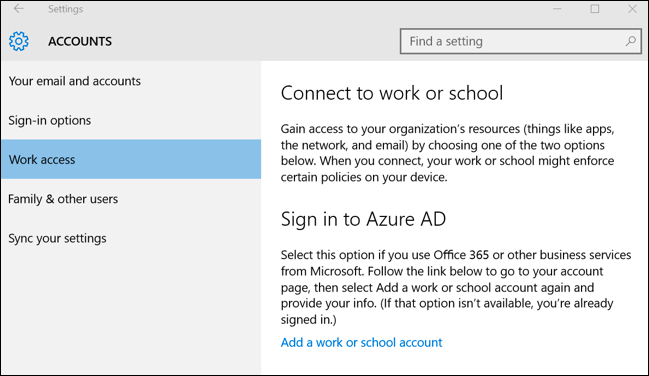 Settings
ACCOUNTS
Find a setting
Your email and accounts
Sign-in options
Work access
Family & other users
Sync your settings
Connect to work or school
Gain access to your organization's resources (things like apps,
the network, and email) by choosing one of the two options
below. When you connect, your work or school might enforce
certain policies on your device.
Sign in to Azure AD
Select this option if you use Office 365 or other business services
from Microsoft. Follow the link below to go to your account
page, then select Add a work or school account again and
provide your info. (If that option isn't available, you're already
signed in.)
Add a work or school account